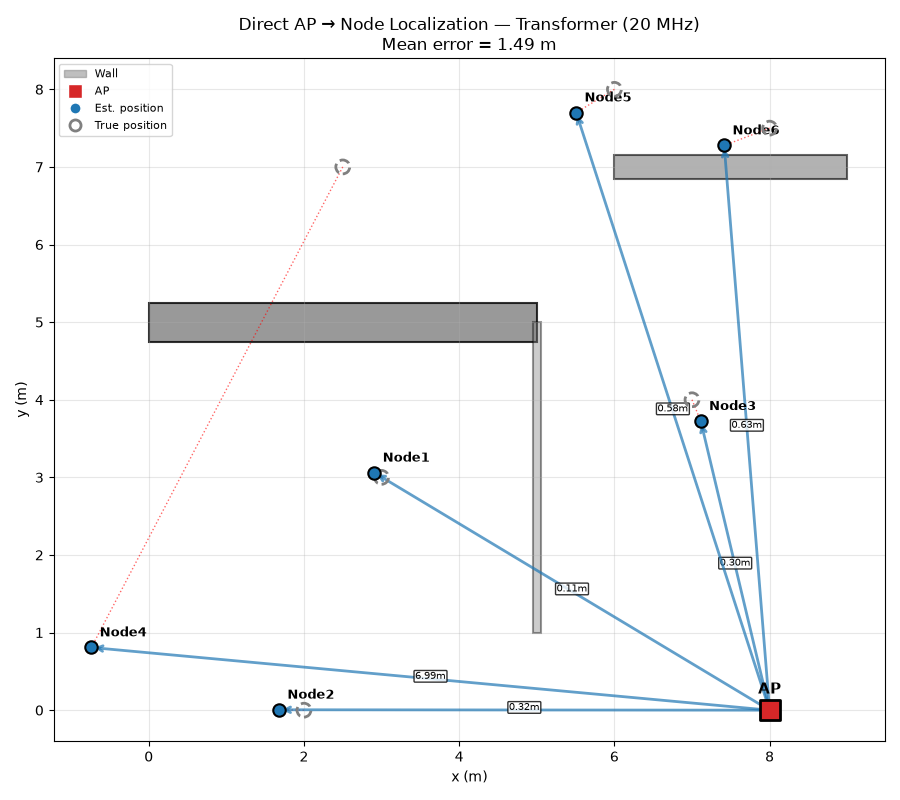 Direct AP → Node Localization — Transformer (20 MHz)
Mean error = 1.49 m
Wall
AP
Est. position
True position
Node5
Node6
Node3
0.58m
0.63m
Node1
0.30m
0.11m
Node4
6.99m
AP
Node2
0.32m
8
7
6
5
4
3
2
1
0
y (m)
0
2
4
6
8
x (m)